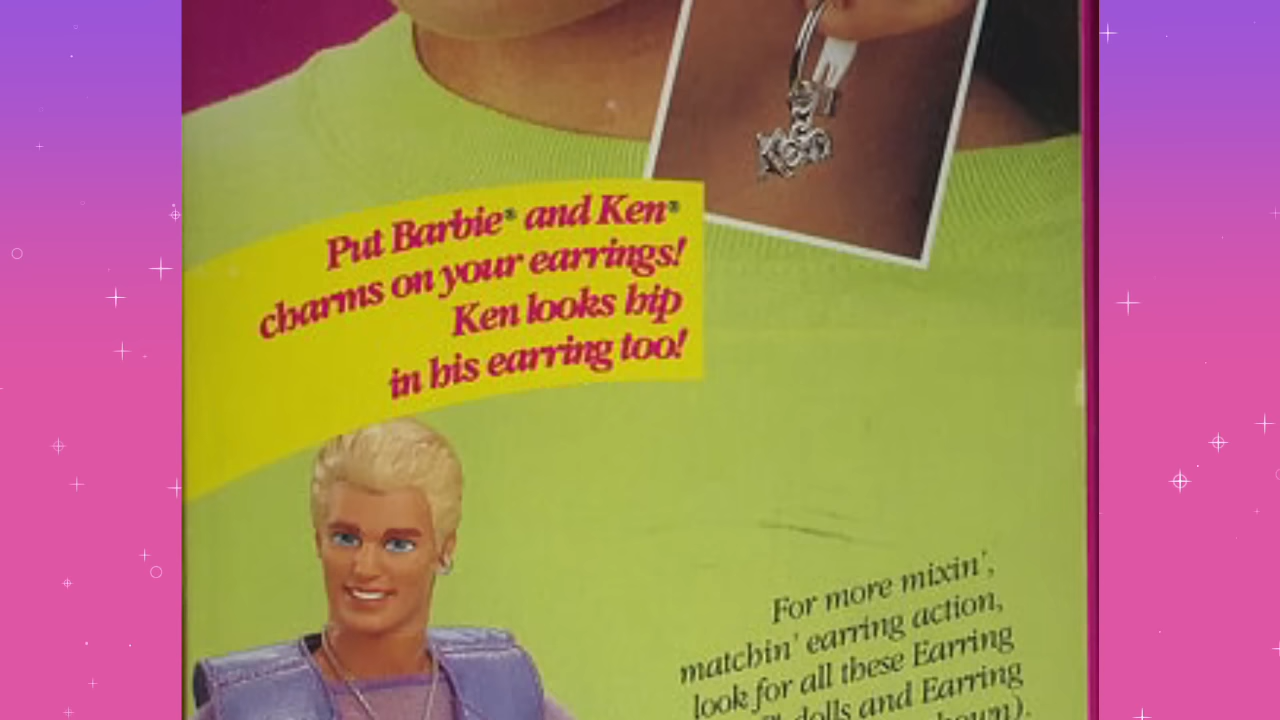 Ken
Put Barbie® and Ken®
charms on your earrings!
Ken looks hip
in his earring too!
For more mixin',
matchin' earring action,
look for all these Earring
dolls and Earring